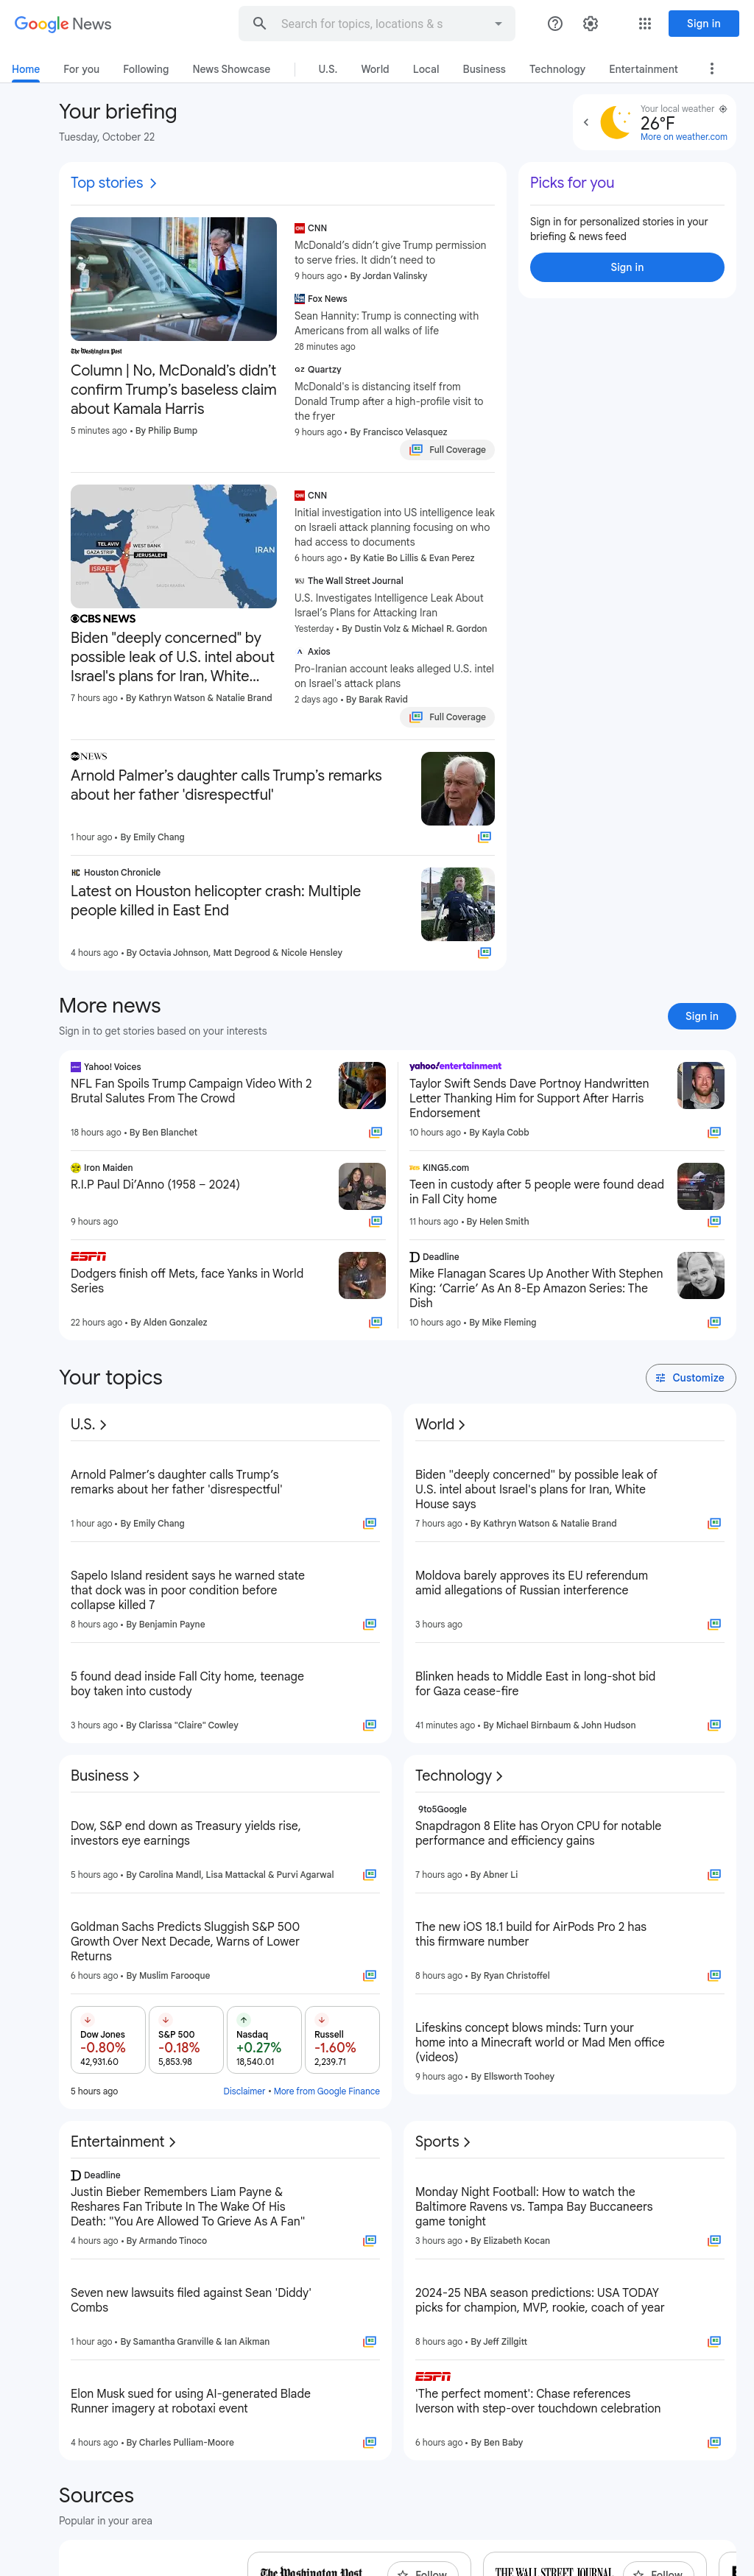 Google News
Search for topics, locations & s
Sign in
Home
For you
Following
News Showcase
U.S.
World
Local
Business
Technology
Entertainment
Your briefing
Tuesday, October 22
Your local weather
26°F
More on weather.com
Top stories
The Washington Post
Column | No, McDonald’s didn’t
confirm Trump’s baseless claim
about Kamala Harris
5 minutes ago • By Philip Bump
CNN
McDonald’s didn’t give Trump permission
to serve fries. It didn’t need to
9 hours ago • By Jordan Valinsky
Fox News
Sean Hannity: Trump is connecting with
Americans from all walks of life
28 minutes ago
QZ Quartzy
McDonald's is distancing itself from
Donald Trump after a high-profile visit to
the fryer
9 hours ago • By Francisco Velasquez
Full Coverage
Picks for you
Sign in for personalized stories in your
briefing & news feed
Sign in
TEL AVIV
WEST BANK
GAZA STRIP
JERUSALEM
ISRAEL
IRAN
CBS NEWS
Biden "deeply concerned" by
possible leak of U.S. intel about
Israel's plans for Iran, White...
7 hours ago • By Kathryn Watson & Natalie Brand
CNN
Initial investigation into US intelligence leak
on Israeli attack planning focusing on who
had access to documents
6 hours ago • By Katie Bo Lillis & Evan Perez
The Wall Street Journal
U.S. Investigates Intelligence Leak About
Israel’s Plans for Attacking Iran
Yesterday • By Dustin Volz & Michael R. Gordon
Axios
Pro-Iranian account leaks alleged U.S. intel
on Israel's attack plans
2 days ago • By Barak Ravid
Full Coverage
abc NEWS
Arnold Palmer’s daughter calls Trump’s remarks
about her father 'disrespectful'
1 hour ago • By Emily Chang
HC Houston Chronicle
Latest on Houston helicopter crash: Multiple
people killed in East End
4 hours ago • By Octavia Johnson, Matt Degrood & Nicole Hensley
More news
Sign in to get stories based on your interests
Sign in
Yahoo! Voices
NFL Fan Spoils Trump Campaign Video With 2
Brutal Salutes From The Crowd
18 hours ago • By Ben Blanchet
yahoo!entertainment
Taylor Swift Sends Dave Portnoy Handwritten
Letter Thanking Him for Support After Harris
Endorsement
10 hours ago • By Kayla Cobb
Iron Maiden
R.I.P Paul Di’Anno (1958 – 2024)
9 hours ago
KING5.com
Teen in custody after 5 people were found dead
in Fall City home
11 hours ago • By Helen Smith
ESPN
Dodgers finish off Mets, face Yanks in World
Series
22 hours ago • By Alden Gonzalez
Deadline
Mike Flanagan Scares Up Another With Stephen
King: ‘Carrie’ As An 8-Ep Amazon Series: The
Dish
10 hours ago • By Mike Fleming
Your topics
Customize
U.S.
Arnold Palmer’s daughter calls Trump’s
remarks about her father 'disrespectful'
1 hour ago • By Emily Chang
Sapelo Island resident says he warned state
that dock was in poor condition before
collapse killed 7
8 hours ago • By Benjamin Payne
5 found dead inside Fall City home, teenage
boy taken into custody
3 hours ago • By Clarissa "Claire" Cowley
World
Biden "deeply concerned" by possible leak of
U.S. intel about Israel's plans for Iran, White
House says
7 hours ago • By Kathryn Watson & Natalie Brand
Moldova barely approves its EU referendum
amid allegations of Russian interference
3 hours ago
Blinken heads to Middle East in long-shot bid
for Gaza cease-fire
41 minutes ago • By Michael Birnbaum & John Hudson
Business
Dow, S&P end down as Treasury yields rise,
investors eye earnings
5 hours ago • By Carolina Mandl, Lisa Mattackal & Purvi Agarwal
Goldman Sachs Predicts Sluggish S&P 500
Growth Over Next Decade, Warns of Lower
Returns
6 hours ago • By Muslim Farooque
Dow Jones
-0.80%
42,931.60
S&P 500
-0.18%
5,853.98
Nasdaq
+0.27%
18,540.01
Russell
-1.60%
2,239.71
5 hours ago
Disclaimer • More from Google Finance
Technology
9to5Google
Snapdragon 8 Elite has Oryon CPU for notable
performance and efficiency gains
7 hours ago • By Abner Li
The new iOS 18.1 build for AirPods Pro 2 has
this firmware number
8 hours ago • By Ryan Christoffel
Lifeskins concept blows minds: Turn your
home into a Minecraft world or Mad Men office
(videos)
9 hours ago • By Ellsworth Toohey
Entertainment
Deadline
Justin Bieber Remembers Liam Payne &
Reshares Fan Tribute In The Wake Of His
Death: "You Are Allowed To Grieve As A Fan"
4 hours ago • By Armando Tinoco
Seven new lawsuits filed against Sean 'Diddy'
Combs
1 hour ago • By Samantha Granville & Ian Aikman
Elon Musk sued for using AI-generated Blade
Runner imagery at robotaxi event
4 hours ago • By Charles Pulliam-Moore
Sports
Monday Night Football: How to watch the
Baltimore Ravens vs. Tampa Bay Buccaneers
game tonight
3 hours ago • By Elizabeth Kocan
2024-25 NBA season predictions: USA TODAY
picks for champion, MVP, rookie, coach of year
8 hours ago • By Jeff Zillgitt
ESPN
'The perfect moment': Chase references
Iverson with step-over touchdown celebration
6 hours ago • By Ben Baby
Sources
Popular in your area
The Washington Post
Follow
THE WALL STREET JOURNAL
Follow